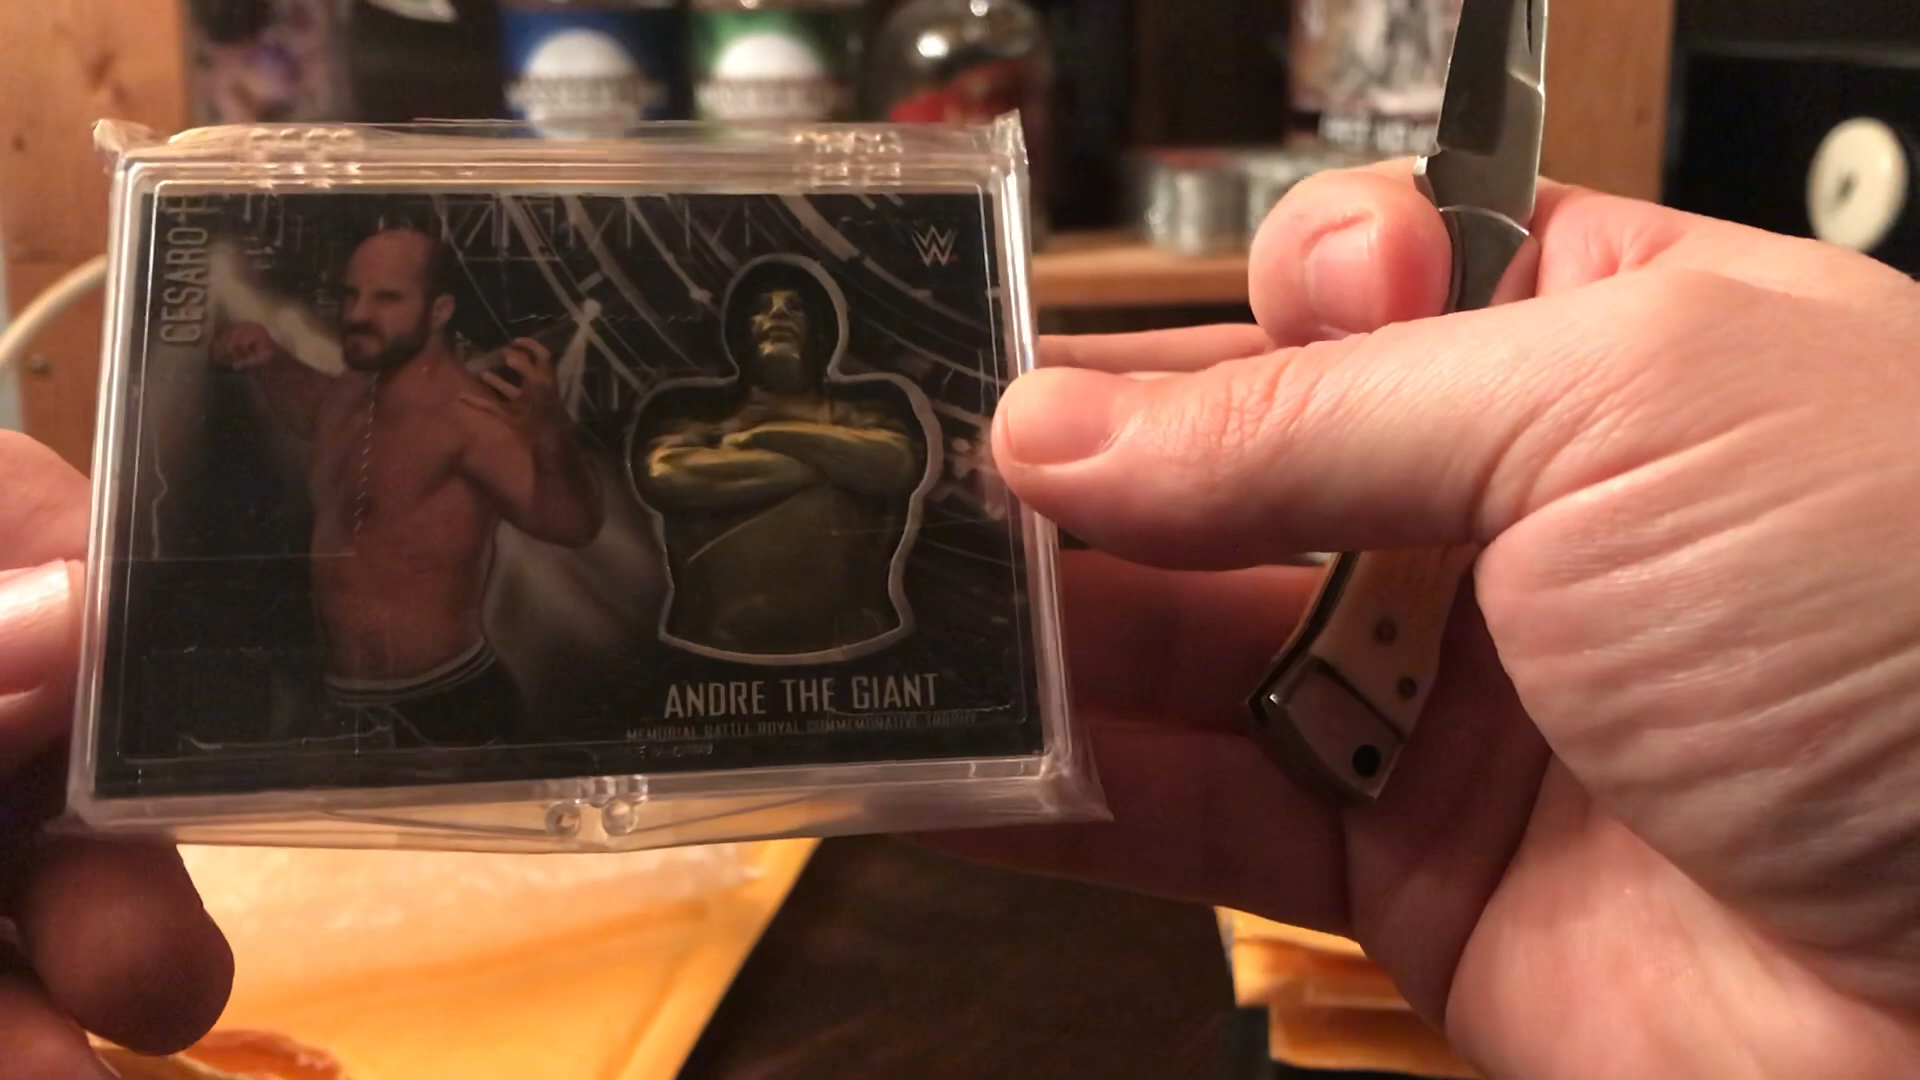 CESARO
W
ANDRE THE GIANT
MEMORIAL BATTLE ROYAL COMMEMORATIVE TROPHY